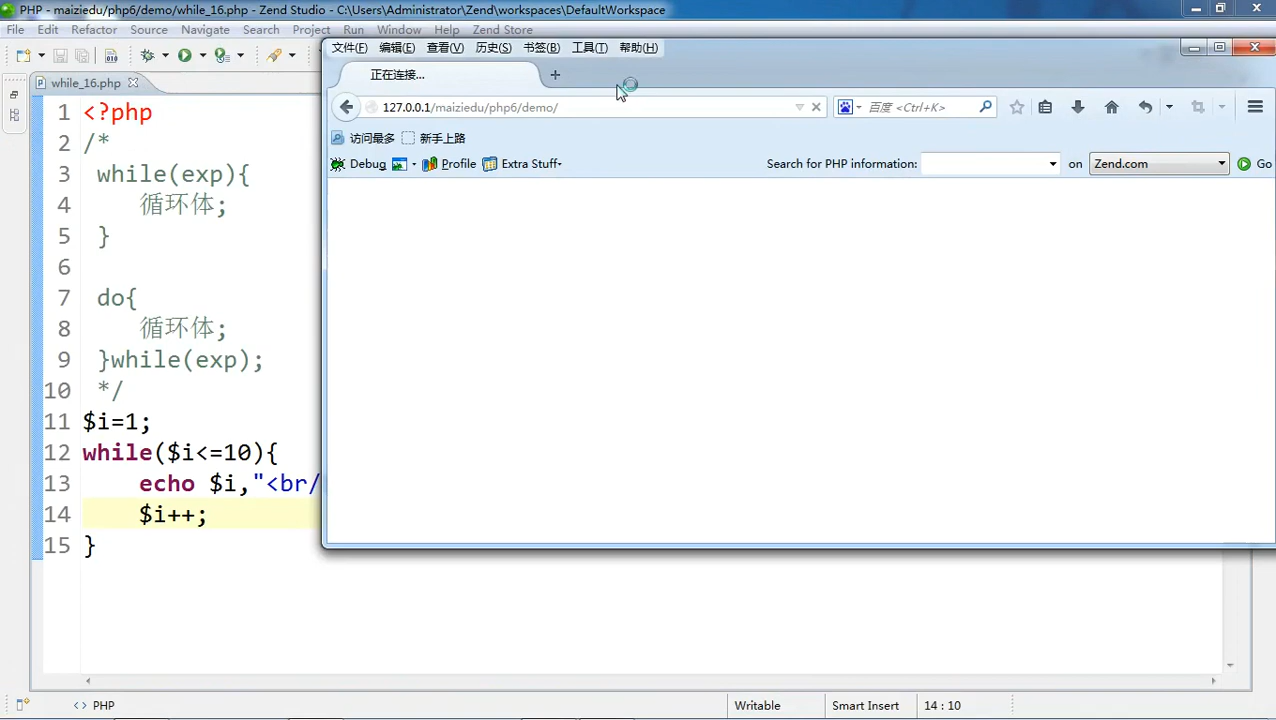 PHP - maiziedu/php6/demo/while_16.php - Zend Studio - C:\Users\Administrator\Zend\workspaces\DefaultWorkspace
File Edit Refactor Source Navigate Search Project Run Window Help Zend Store
文件(F) 编辑(E) 查看(V) 历史(S) 书签(B) 工具(T) 帮助(H)
正在连接...
127.0.0.1/maiziedu/php6/demo/
百度 <Ctrl+K>
访问最多 新手上路
Debug Profile Extra Stuff Search for PHP information: on Zend.com Go
while_16.php
1 <?php
2 /*
3 while(exp){
4 循环体;
5 }
6
7 do{
8 循环体;
9 }while(exp);
10 */
11 $i=1;
12 while($i<=10){
13 echo $i,"<br/
14 $i++;
15 }
PHP Writable Smart Insert 14 : 10